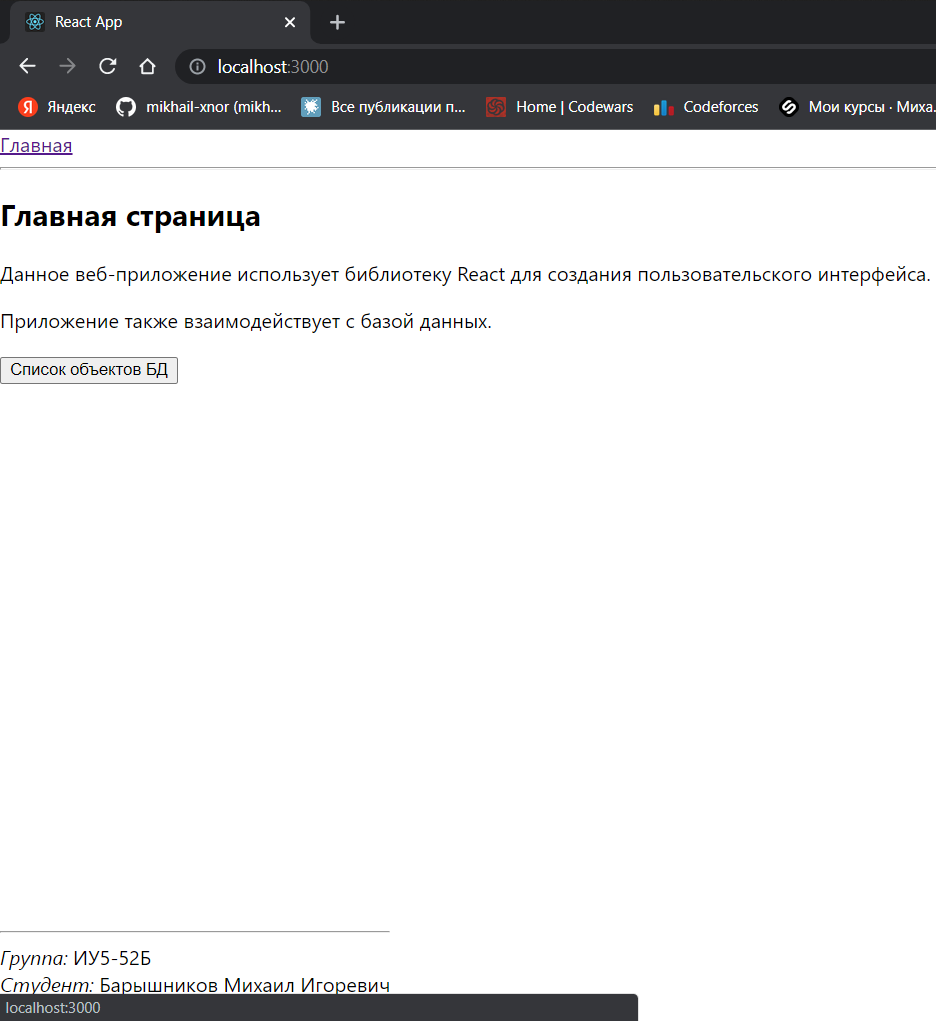 React App
localhost:3000
Яндекс mikhail-xnor (mikh... Все публикации п... Home | Codewars Codeforces Мои курсы · Миха.
Главная
Главная страница
Данное веб-приложение использует библиотеку React для создания пользовательского интерфейса.
Приложение также взаимодействует с базой данных.
Список объектов БД
Группа: ИУ5-52Б
Студент: Барышников Михаил Игоревич
localhost:3000